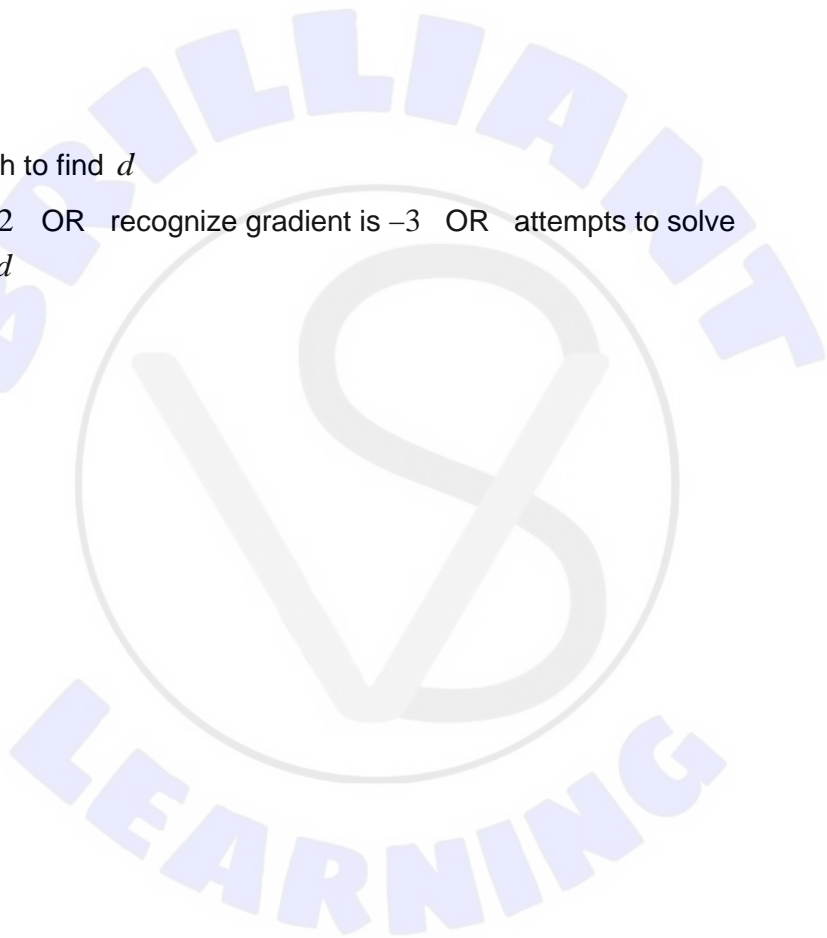 h to find d
2 OR recognize gradient is −3 OR attempts to solve
d
BRILLIANT
LEARNING